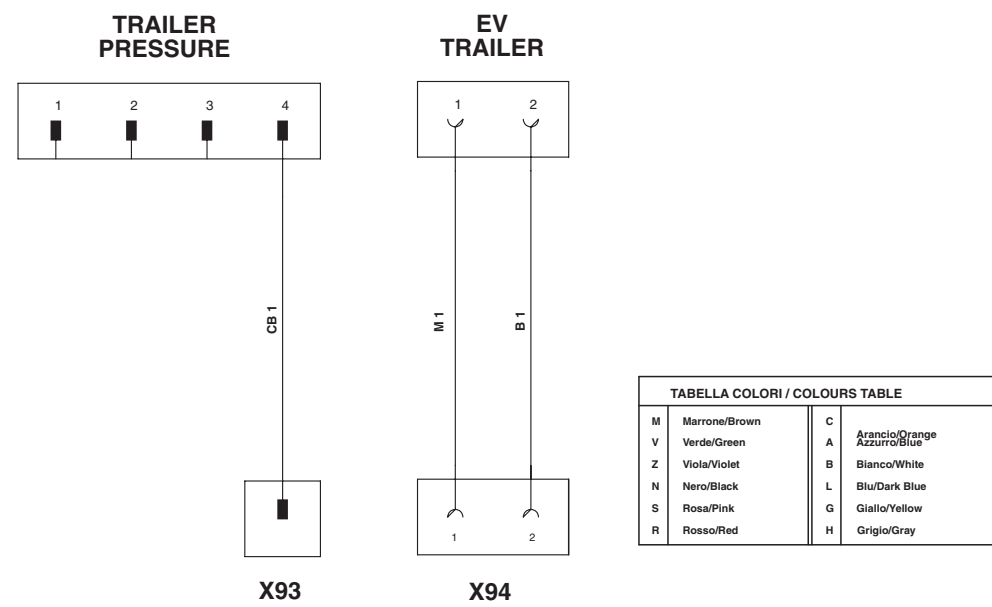 TRAILER
PRESSURE
EV
TRAILER
1 2 3 4
1 2
CB 1
M 1
B 1
1 2
X93
X94
TABELLA COLORI / COLOURS TABLE
M Marrone/Brown C Arancio/Orange
V Verde/Green A Azzurro/Blue
Z Viola/Violet B Bianco/White
N Nero/Black L Blu/Dark Blue
S Rosa/Pink G Giallo/Yellow
R Rosso/Red H Grigio/Gray